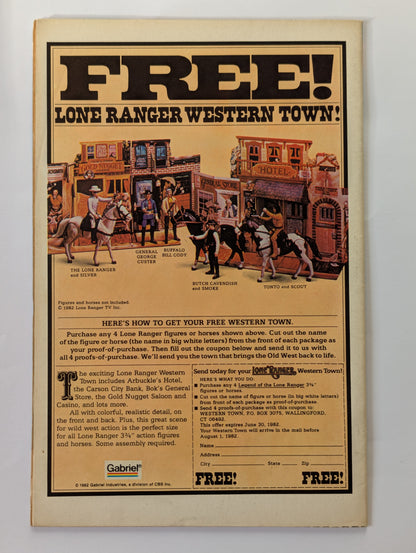 FREE!
LONE RANGER WESTERN TOWN!
GOLD NUGGET
GENERAL STORE
HOTEL
THE LONE RANGER
and SILVER
GENERAL
GEORGE
CUSTER
BUFFALO
BILL CODY
BUTCH CAVENDISH
and SMOKE
TONTO and SCOUT
Figures and horses not included.
© 1982 Lone Ranger TV Inc.
HERE'S HOW TO GET YOUR FREE WESTERN TOWN.
Purchase any 4 Lone Ranger figures or horses shown above. Cut out the name
of the figure or horse (the name in big white letters) from the front of each package as
your proof-of-purchase. Then fill out the coupon below and send it to us with
all 4 proofs-of-purchase. We'll send you the town that brings the Old West back to life.
The exciting Lone Ranger Western
Town includes Arbuckle's Hotel,
the Carson City Bank, Bok's General
Store, the Gold Nugget Saloon and
Casino, and lots more.
All with colorful, realistic detail, on
the front and back. Plus, this great scene
for wild west action is the perfect size
for all Lone Ranger 3¾" action figures
and horses. Some assembly required.
Gabriel
© 1982 Gabriel Industries, a division of CBS Inc.
Send today for your LONE RANGER Western Town!
HERE'S WHAT YOU DO.
Purchase any 4 Legend of the Lone Ranger 3¾"
figures or horses.
Cut out name of figure or horse (in big white letters)
from front of each package as proof-of-purchase.
Send 4 proofs-of-purchase with this coupon to:
WESTERN TOWN, P.O. BOX 3075, WALLINGFORD,
CT 06492.
This offer expires June 30, 1982.
Your Western Town will arrive in the mail before
August 1, 1982.
Name
Address
City State Zip
FREE! FREE!